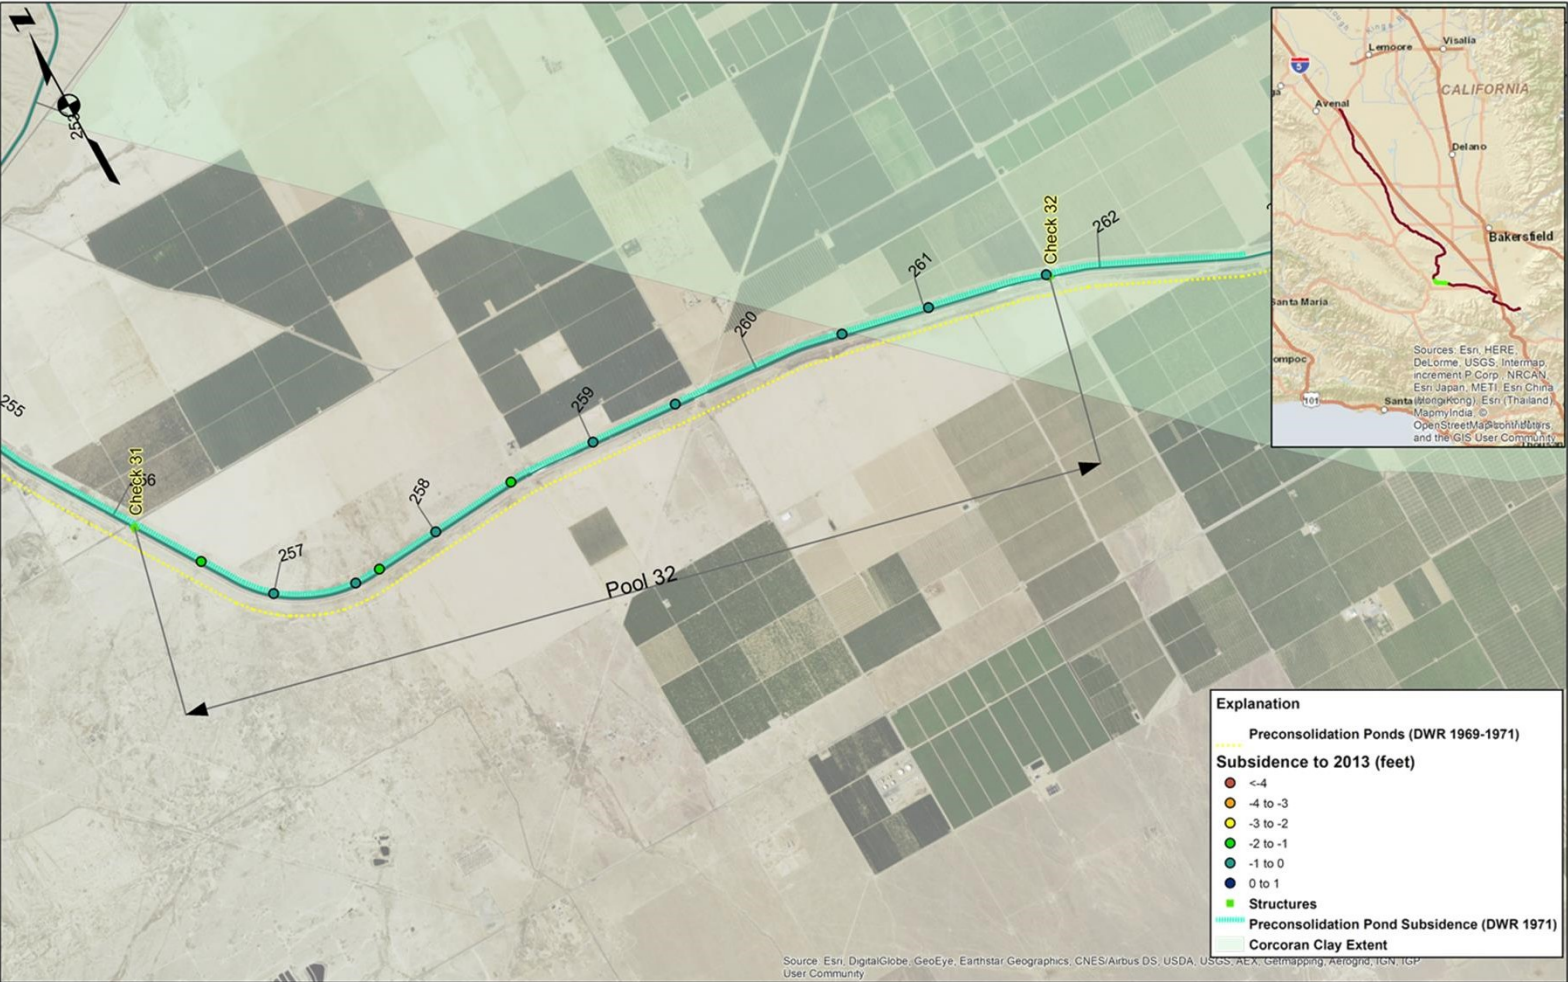 Z
253
255
Check 31
257
258
259
260
261
Check 32
262
Pool 32
Lemoore
Visalia
5
CALIFORNIA
Avenal
Delano
Bakersfield
Santa Maria
ompoc
101
Santa
Sources: Esri, HERE,
DeLorme, USGS, Intermap,
increment P Corp., NRCAN,
Esri Japan, METI, Esri China
(Hong Kong), Esri (Thailand)
MapmyIndia, ©
OpenStreetMap contributors,
and the GIS User Community
Explanation
Preconsolidation Ponds (DWR 1969-1971)
Subsidence to 2013 (feet)
<-4
-4 to -3
-3 to -2
-2 to -1
-1 to 0
0 to 1
Structures
Preconsolidation Pond Subsidence (DWR 1971)
Corcoran Clay Extent
Source: Esri, DigitalGlobe, GeoEye, Earthstar Geographics, CNES/Airbus DS, USDA, USGS, AEX, Getmapping, Aerogrid, IGN, IGP
User Community